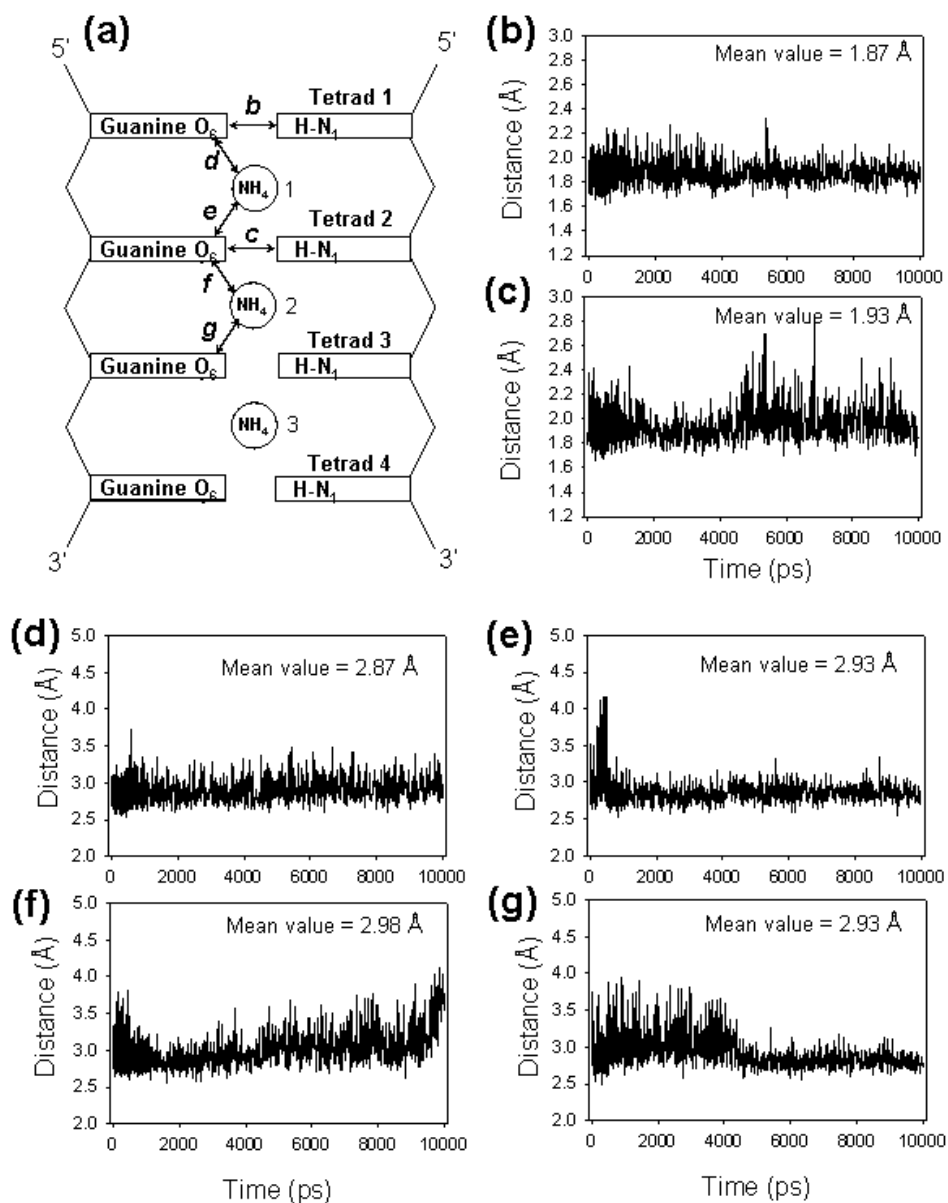 (a)
5'
5'
Tetrad 1
Guanine O6
b
H-N1
d
NH4
1
e
Tetrad 2
Guanine O6
c
H-N1
f
NH4
2
g
Tetrad 3
Guanine O6
H-N1
NH4
3
Tetrad 4
Guanine O6
H-N1
3'
3'
(b)
Mean value = 1.87 Å
Distance (Å)
3.0
2.8
2.6
2.4
2.2
2.0
1.8
1.6
1.4
1.2
0 2000 4000 6000 8000 10000
(c)
Mean value = 1.93 Å
Distance (Å)
3.0
2.8
2.6
2.4
2.2
2.0
1.8
1.6
1.4
1.2
0 2000 4000 6000 8000 10000
Time (ps)
(d)
Mean value = 2.87 Å
Distance (Å)
5.0
4.5
4.0
3.5
3.0
2.5
2.0
0 2000 4000 6000 8000 10000
(e)
Mean value = 2.93 Å
Distance (Å)
5.0
4.5
4.0
3.5
3.0
2.5
2.0
0 2000 4000 6000 8000 10000
(f)
Mean value = 2.98 Å
Distance (Å)
5.0
4.5
4.0
3.5
3.0
2.5
2.0
0 2000 4000 6000 8000 10000
Time (ps)
(g)
Mean value = 2.93 Å
Distance (Å)
5.0
4.5
4.0
3.5
3.0
2.5
2.0
0 2000 4000 6000 8000 10000
Time (ps)